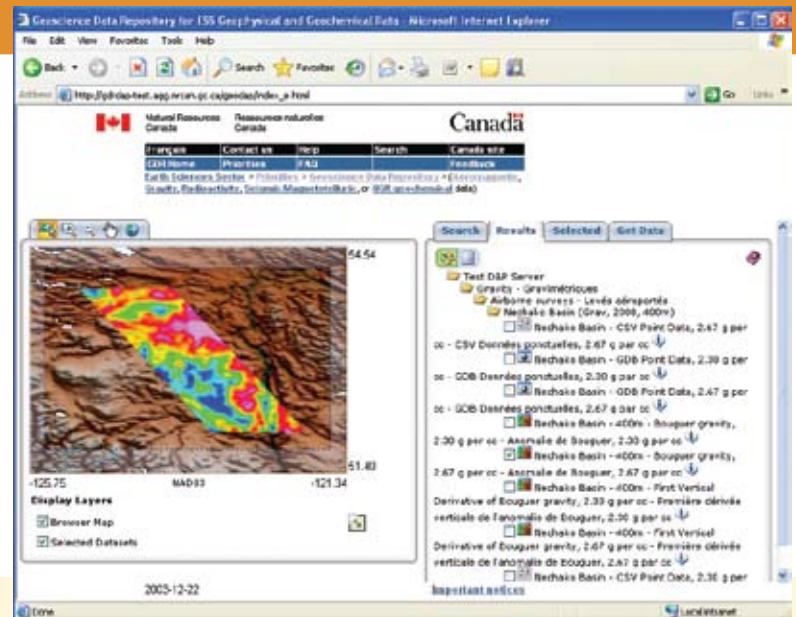 Geoscience Data Repository for ESS Geophysical and Geochemical Data - Microsoft Internet Explorer
File Edit View Favorites Tools Help
Back Search Favorites
Address Go Links
Natural Resources Ressources naturelles
Canada Canada Canada
Français Contact us Help Search Canada site
GDR Home Priorities FAQ Feedback
Earth Sciences Sector > Priorities > Geoscience Data Repository > (Aeromagnetic,
Gravity, Radioactivity, Seismic, Magnetotelluric, or geochemical data)
Search Results Selected Get Data
54.54
51.40
-125.75 NAD83 -121.34
Display Layers
Browser Map
Selected Datasets
Test DAP Server
Gravity - Gravimétriques
Airborne surveys - Levés aéroportés
Nechako Basin (Grav, 2008, 400m)
Nechako Basin - CSV Point Data, 2.67 g per
cc - CSV Données ponctuelles, 2.67 g par cc
Nechako Basin - GDB Point Data, 2.30 g per
cc - GDB Données ponctuelles, 2.30 g par cc
Nechako Basin - GDB Point Data, 2.67 g per
cc - GDB Données ponctuelles, 2.67 g par cc
Nechako Basin - 400m - Bouguer gravity,
2.30 g per cc - Anomalie de Bouguer, 2.30 g par cc
Nechako Basin - 400m - Bouguer gravity,
2.67 g per cc - Anomalie de Bouguer, 2.67 g par cc
Nechako Basin - 400m - First Vertical
Derivative of Bouguer gravity, 2.30 g per cc - Première dérivée
verticale de l'anomalie de Bouguer, 2.30 g par cc
Nechako Basin - 400m - First Vertical
Derivative of Bouguer gravity, 2.67 g per cc - Première dérivée
verticale de l'anomalie de Bouguer, 2.67 g par cc
Nechako Basin - CSV Point Data, 2.30 g per
2003-12-22
Important notices
Done Local intranet